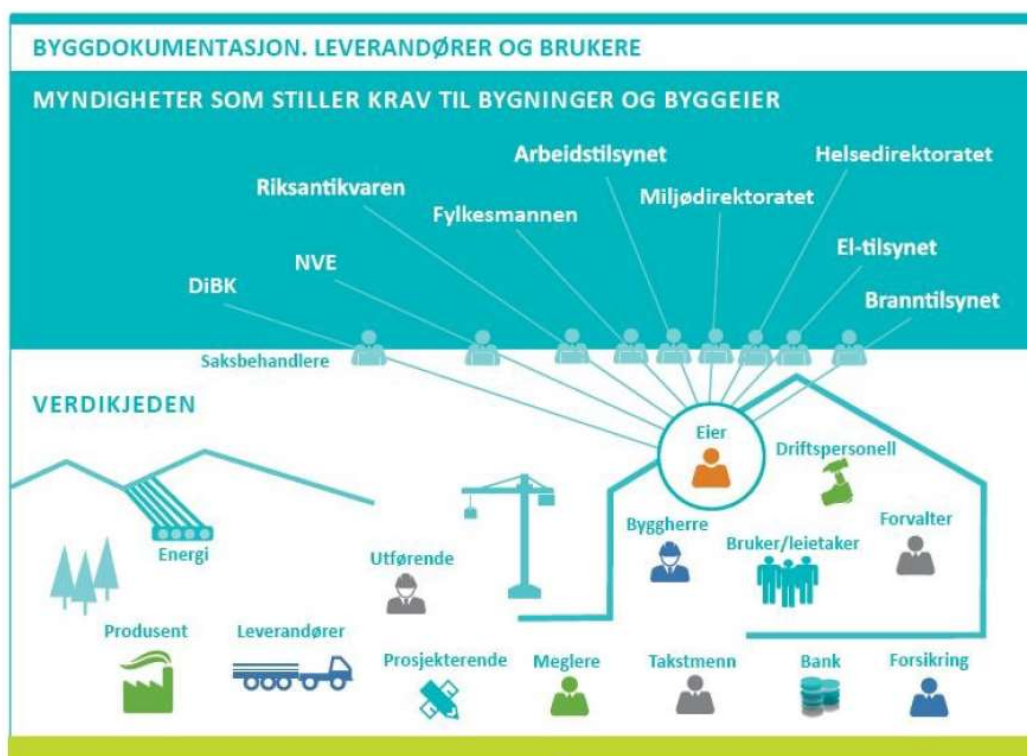 BYGGDOKUMENTASJON. LEVERANDØRER OG BRUKERE
MYNDIGHETER SOM STILLER KRAV TIL BYGNINGER OG BYGGEIER
Arbeidstilsynet
Helsedirektoratet
Riksantikvaren
Miljødirektoratet
Fylkesmannen
El-tilsynet
NVE
DiBK
Branntilsynet
Saksbehandlere
VERDIKJEDEN
Eier
Driftspersonell
Byggherre
Forvalter
Bruker/leietaker
Energi
Utførende
Produsent
Leverandører
Prosjekterende
Meglere
Takstmenn
Bank
Forsikring